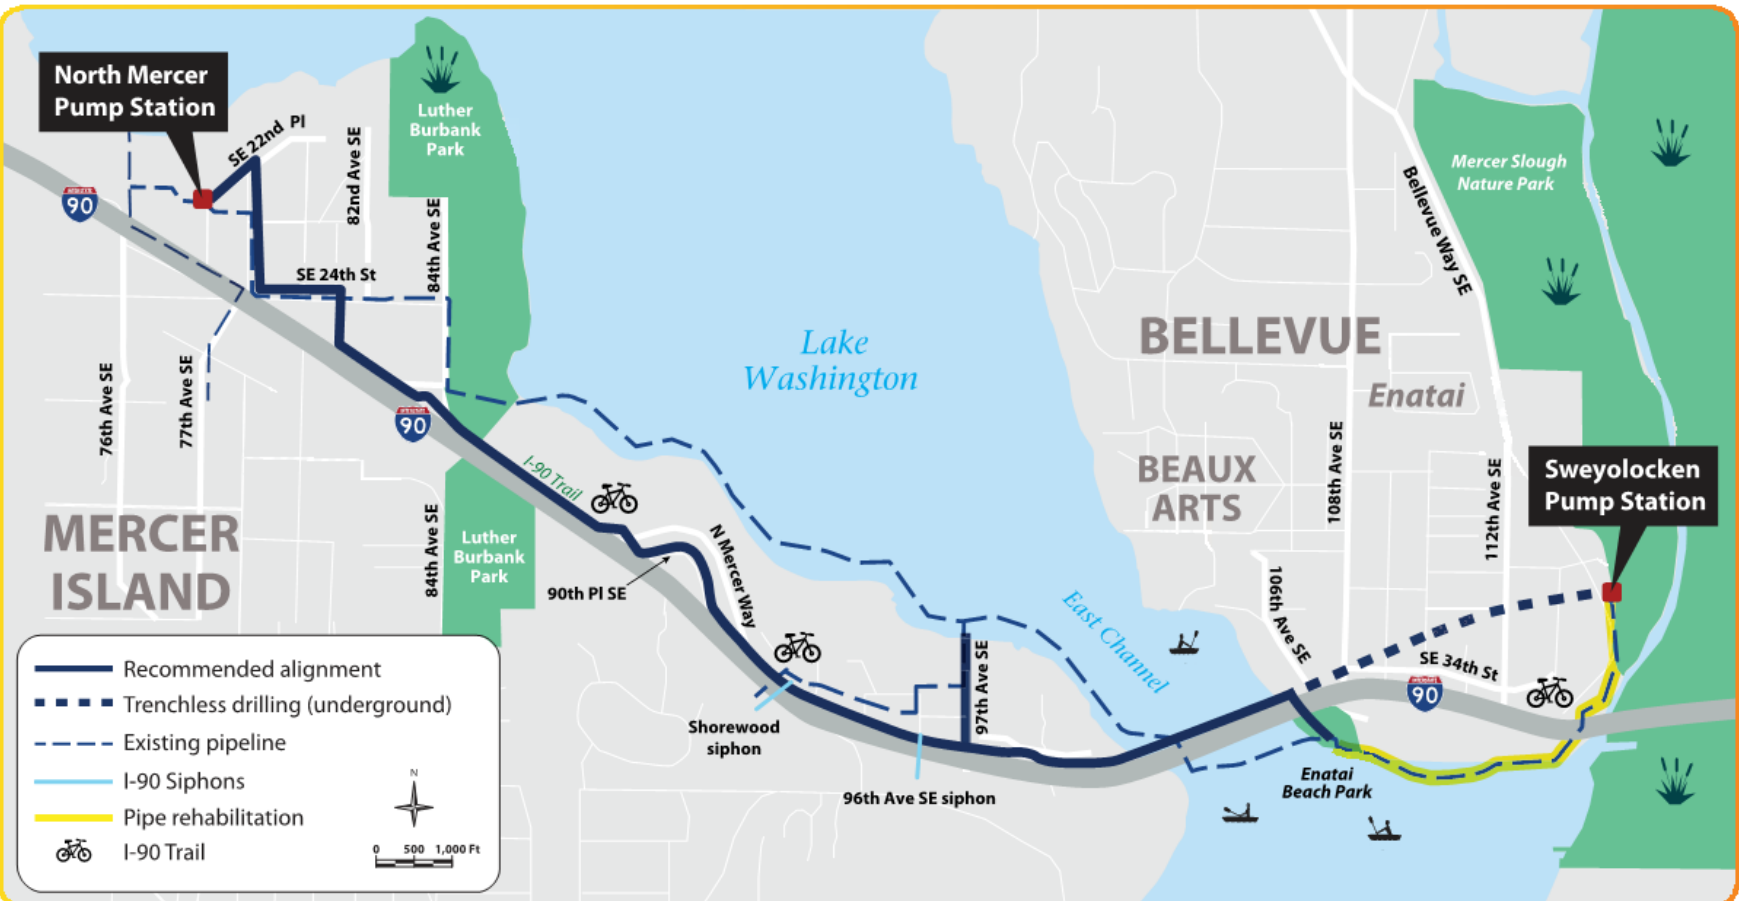 North Mercer
Pump Station
SE 22nd Pl
82nd Ave SE
Luther
Burbank
Park
84th Ave SE
90
SE 24th St
76th Ave SE
77th Ave SE
90
I-90 Trail
MERCER
ISLAND
84th Ave SE
Luther
Burbank
Park
90th Pl SE
N Mercer Way
Lake
Washington
East Channel
Shorewood
siphon
96th Ave SE siphon
97th Ave SE
BELLEVUE
Enatai
BEAUX
ARTS
Mercer Slough
Nature Park
Bellevue Way SE
108th Ave SE
112th Ave SE
106th Ave SE
Sweyolocken
Pump Station
SE 34th St
90
Enatai
Beach Park
Recommended alignment
Trenchless drilling (underground)
Existing pipeline
I-90 Siphons
Pipe rehabilitation
I-90 Trail
N
0 500 1,000 Ft